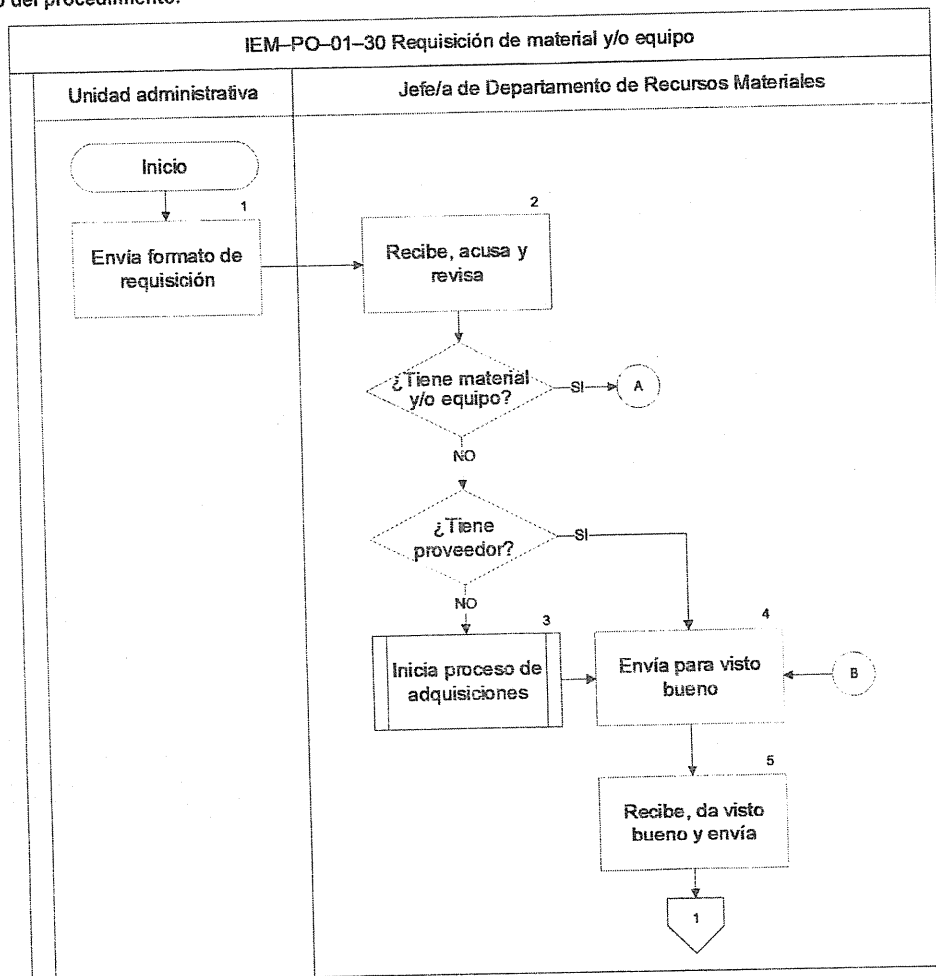 del procedimiento.
IEM–PO–01–30 Requisición de material y/o equipo
Unidad administrativa
Jefe/a de Departamento de Recursos Materiales
Inicio
1
Envía formato de
requisición
2
Recibe, acusa y
revisa
¿Tiene material
y/o equipo?
SI
A
NO
¿Tiene
proveedor?
SI
NO
3
Inicia proceso de
adquisiciones
4
Envía para visto
bueno
B
5
Recibe, da visto
bueno y envía
1